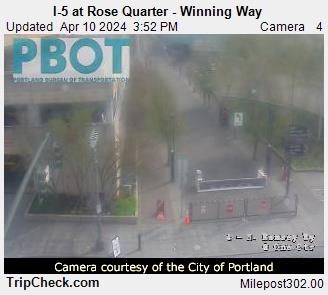 I-5 at Rose Quarter - Winning Way
Updated Apr 10 2024 3:52 PM Camera 4
PBOT
PORTLAND BUREAU OF TRANSPORTATION
Camera courtesy of the City of Portland
TripCheck.com Milepost302.00